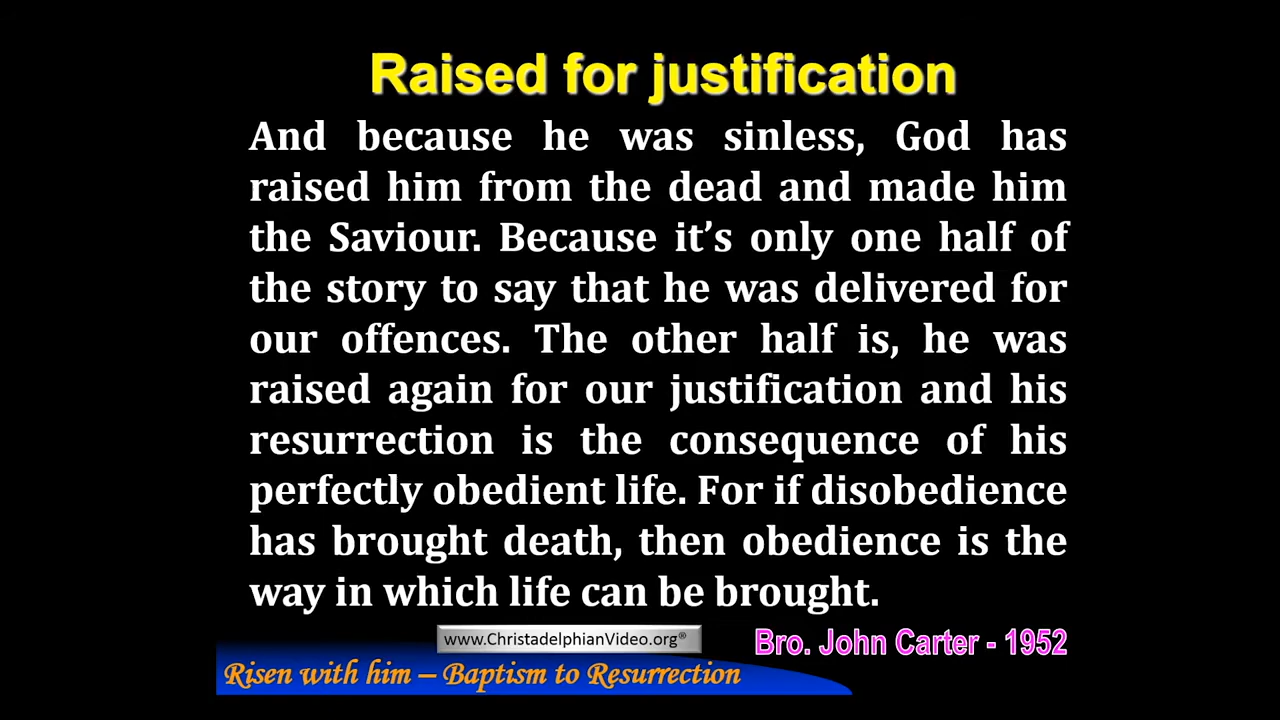 Raised for justification
And because he was sinless, God has
raised him from the dead and made him
the Saviour. Because it’s only one half of
the story to say that he was delivered for
our offences. The other half is, he was
raised again for our justification and his
resurrection is the consequence of his
perfectly obedient life. For if disobedience
has brought death, then obedience is the
way in which life can be brought.
www.ChristadelphianVideo.org®
Bro. John Carter - 1952
Risen with him – Baptism to Resurrection